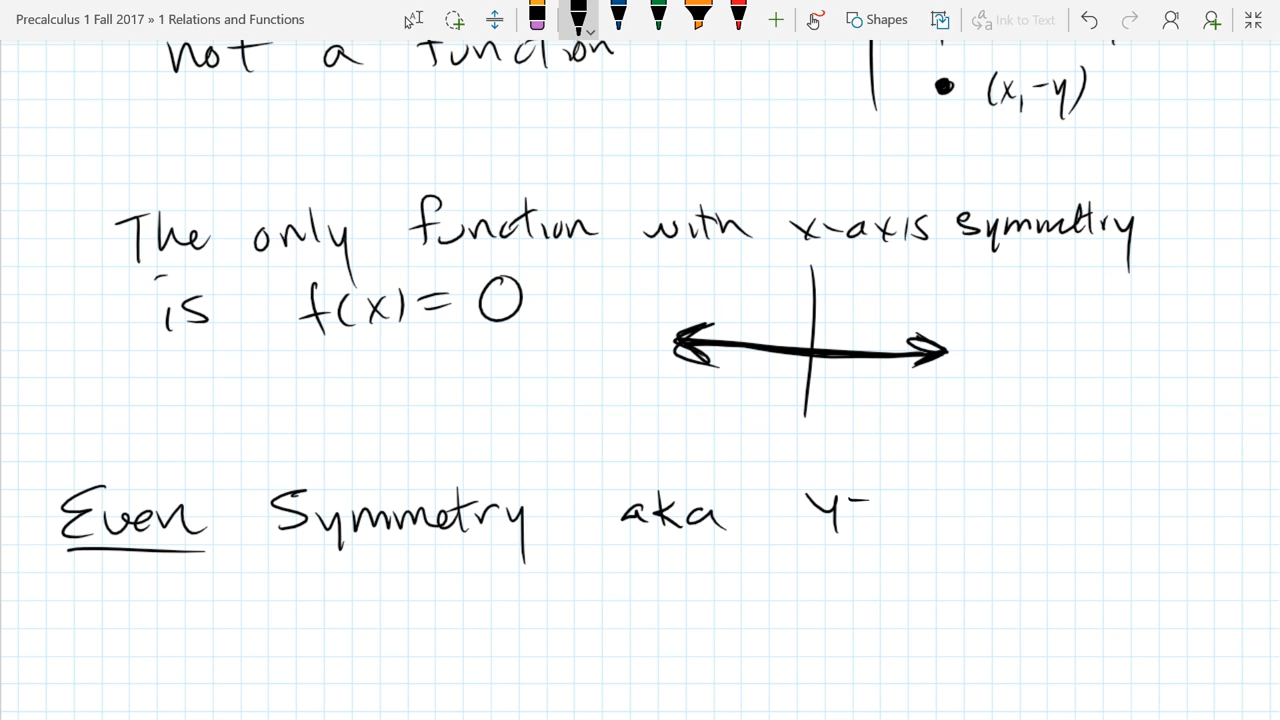 Precalculus 1 Fall 2017 » 1 Relations and Functions Shapes Ink to Text
not a function
(x,-y)
The only function with x-axis symmetry
is f(x)=0
Even Symmetry aka y-